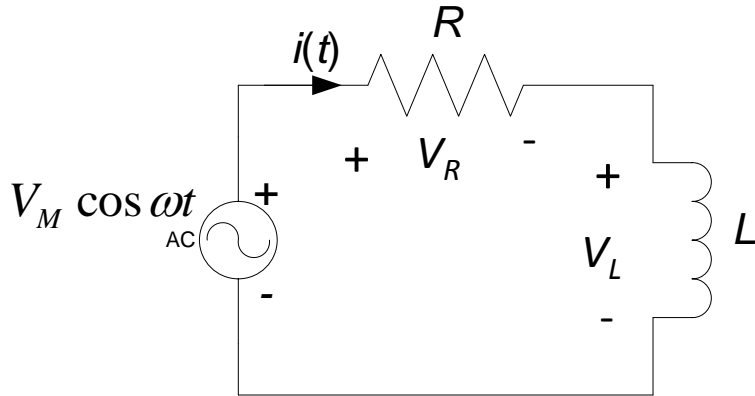 R
i(t)
+ V_R -
V_M cos ωt
+
AC
-
+
V_L
-
L